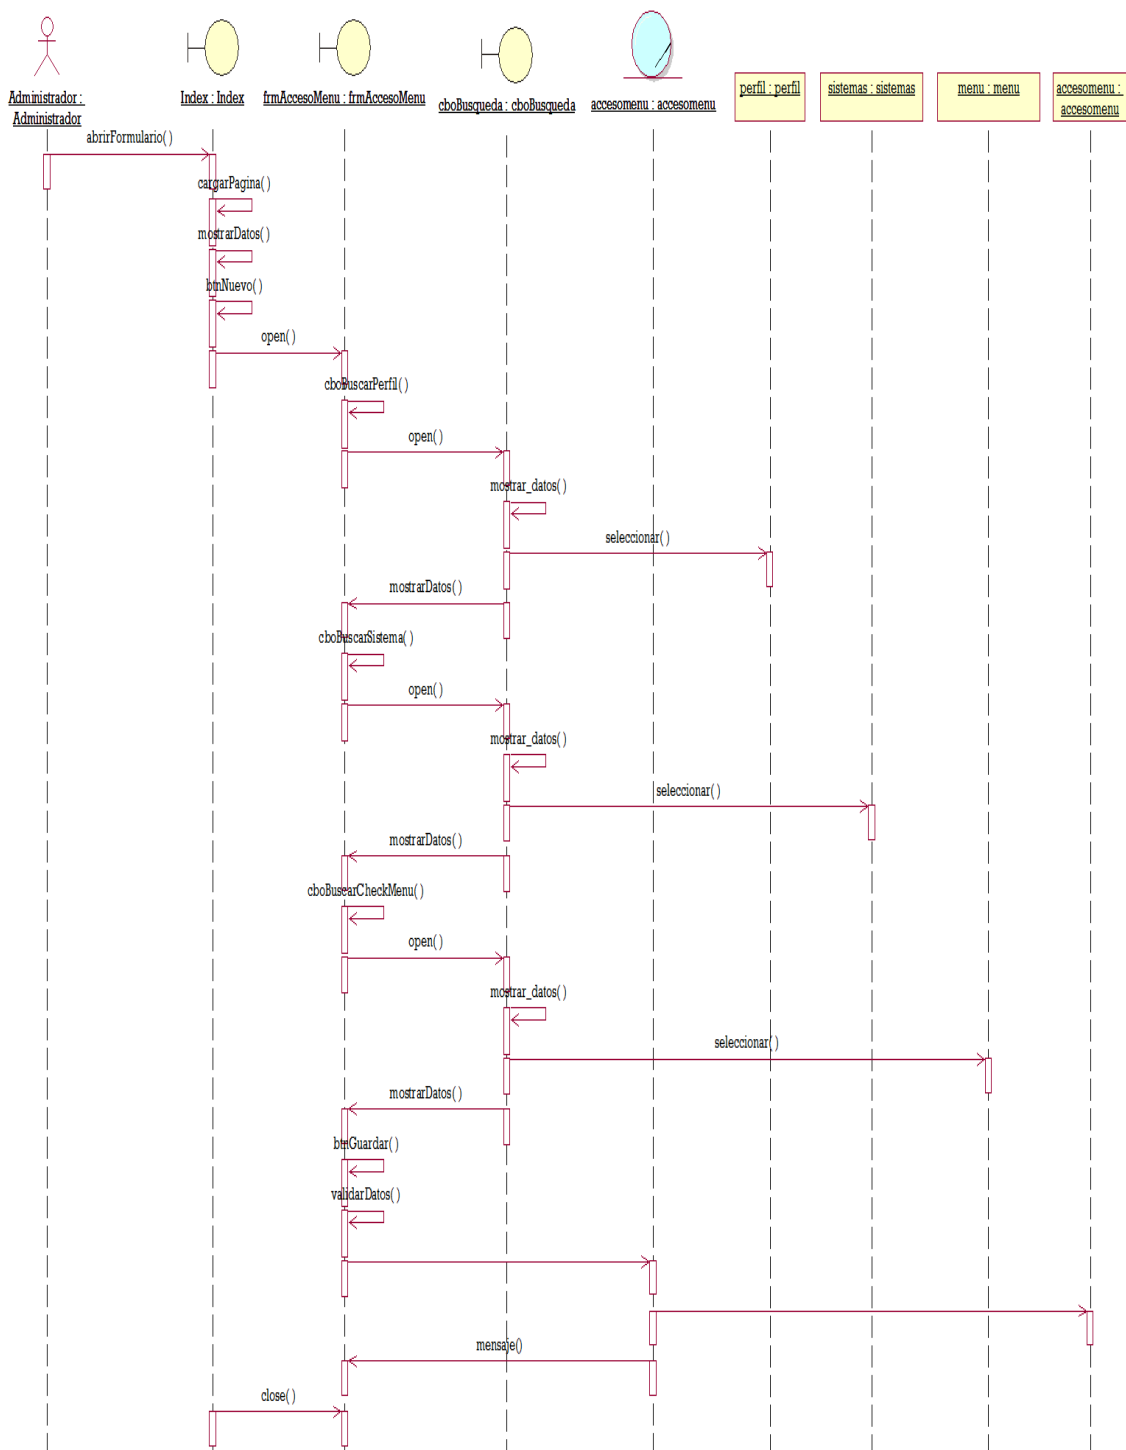 Administrador :
Administrador
Index : Index
frmAccesoMenu : frmAccesoMenu
cboBusqueda : cboBusqueda
accesomenu : accesomenu
perfil : perfil
sistemas : sistemas
menu : menu
accesomenu :
accesomenu
abrirFormulario( )
cargarPagina( )
mostrarDatos( )
btnNuevo( )
open( )
cboBuscarPerfil( )
open( )
mostrar_datos( )
seleccionar( )
mostrarDatos( )
cboBuscarSistema( )
open( )
mostrar_datos( )
seleccionar( )
mostrarDatos( )
cboBuscarCheckMenu( )
open( )
mostrar_datos( )
seleccionar( )
mostrarDatos( )
btnGuardar( )
validarDatos( )
mensaje()
close( )